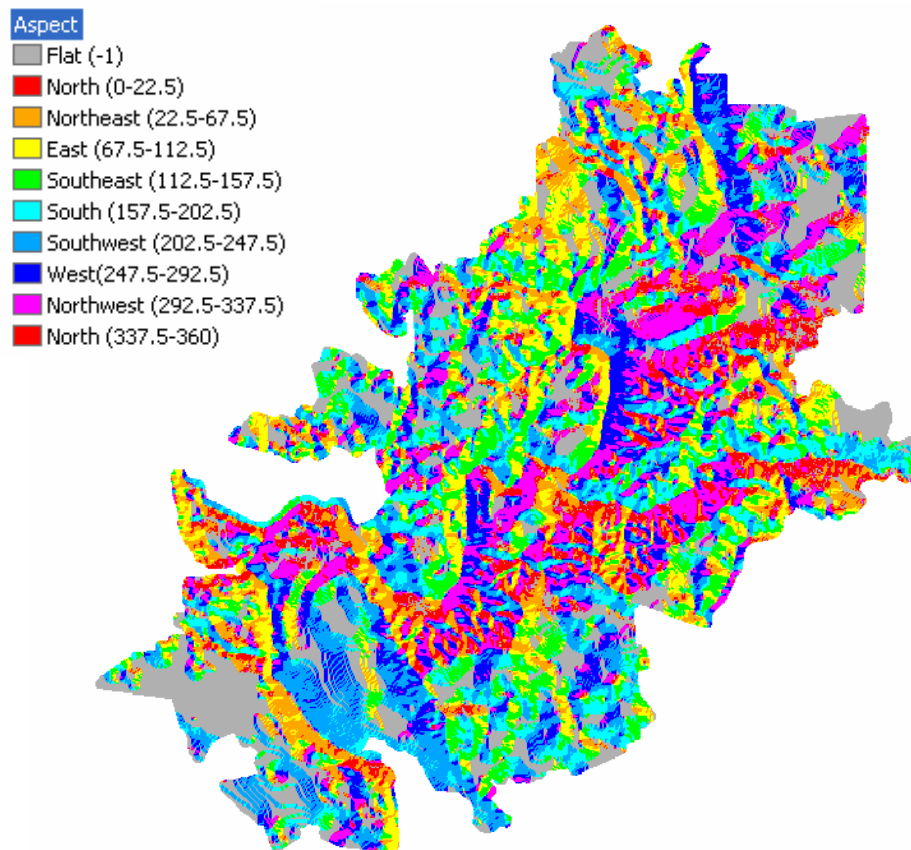 Aspect
Flat (-1)
North (0-22.5)
Northeast (22.5-67.5)
East (67.5-112.5)
Southeast (112.5-157.5)
South (157.5-202.5)
Southwest (202.5-247.5)
West(247.5-292.5)
Northwest (292.5-337.5)
North (337.5-360)